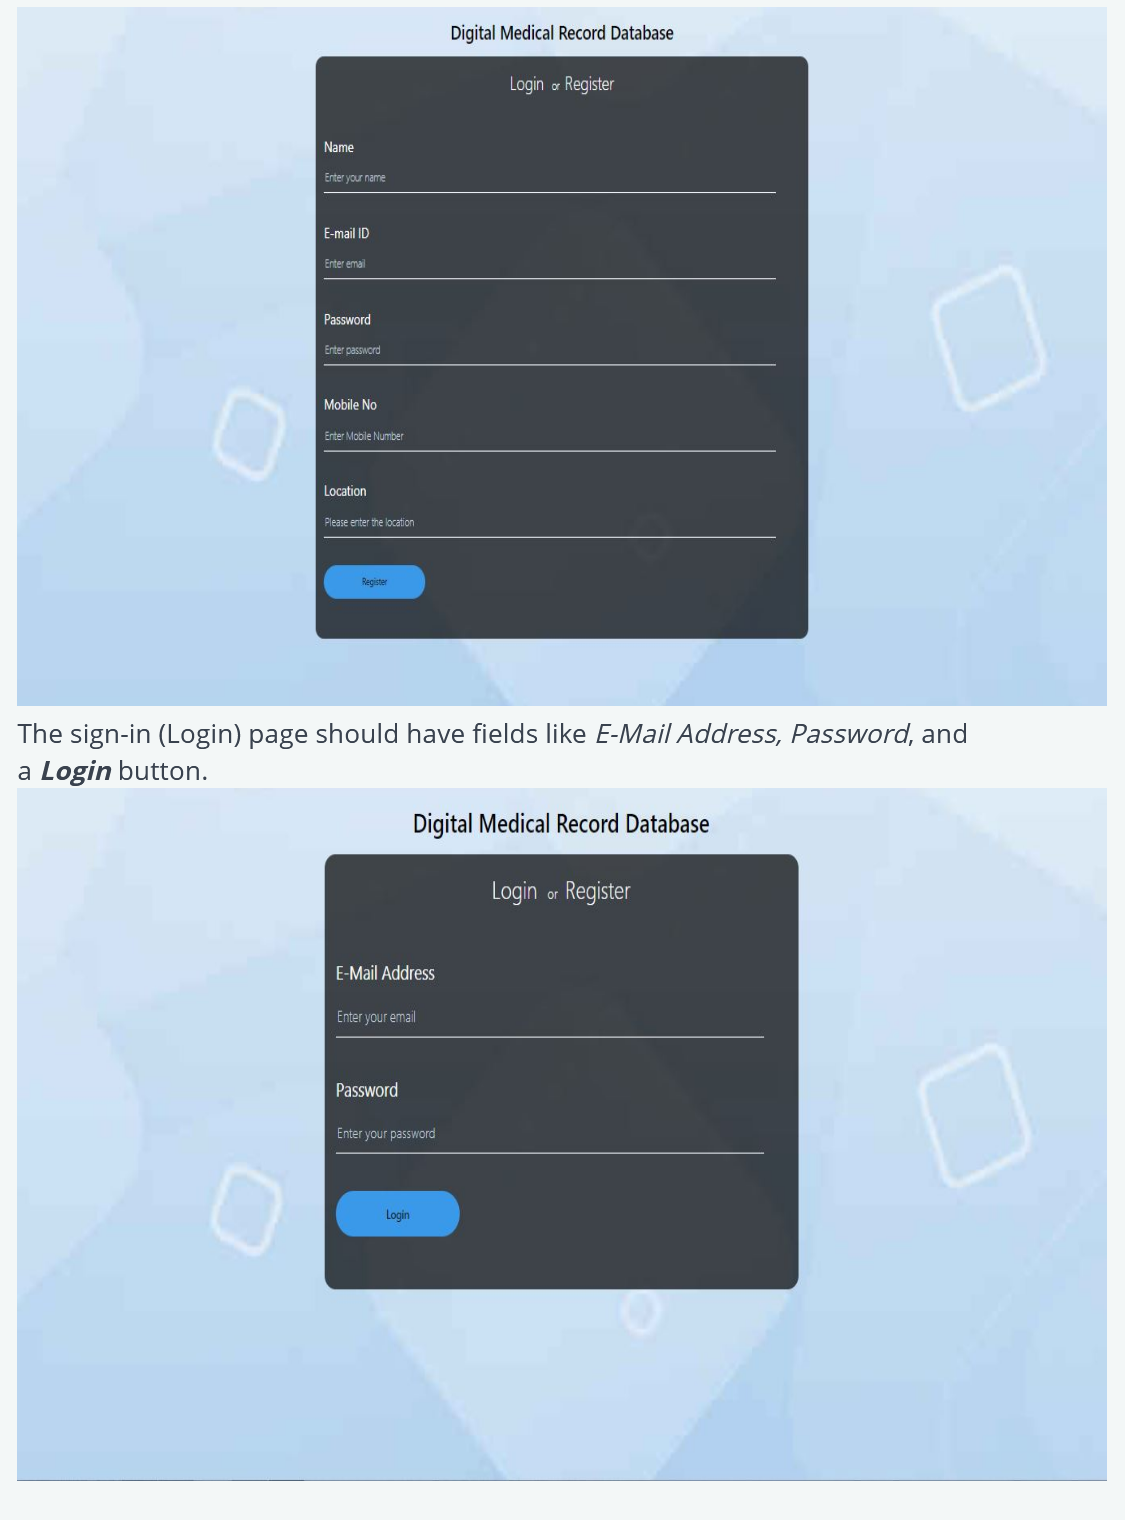 Digital Medical Record Database
Login or Register
Name
Enter your name
E-mail ID
Enter email
Password
Enter password
Mobile No
Enter Mobile Number
Location
Please enter the location
Register
The sign-in (Login) page should have fields like E-Mail Address, Password, and
a Login button.
Digital Medical Record Database
Login or Register
E-Mail Address
Enter your email
Password
Enter your password
Login